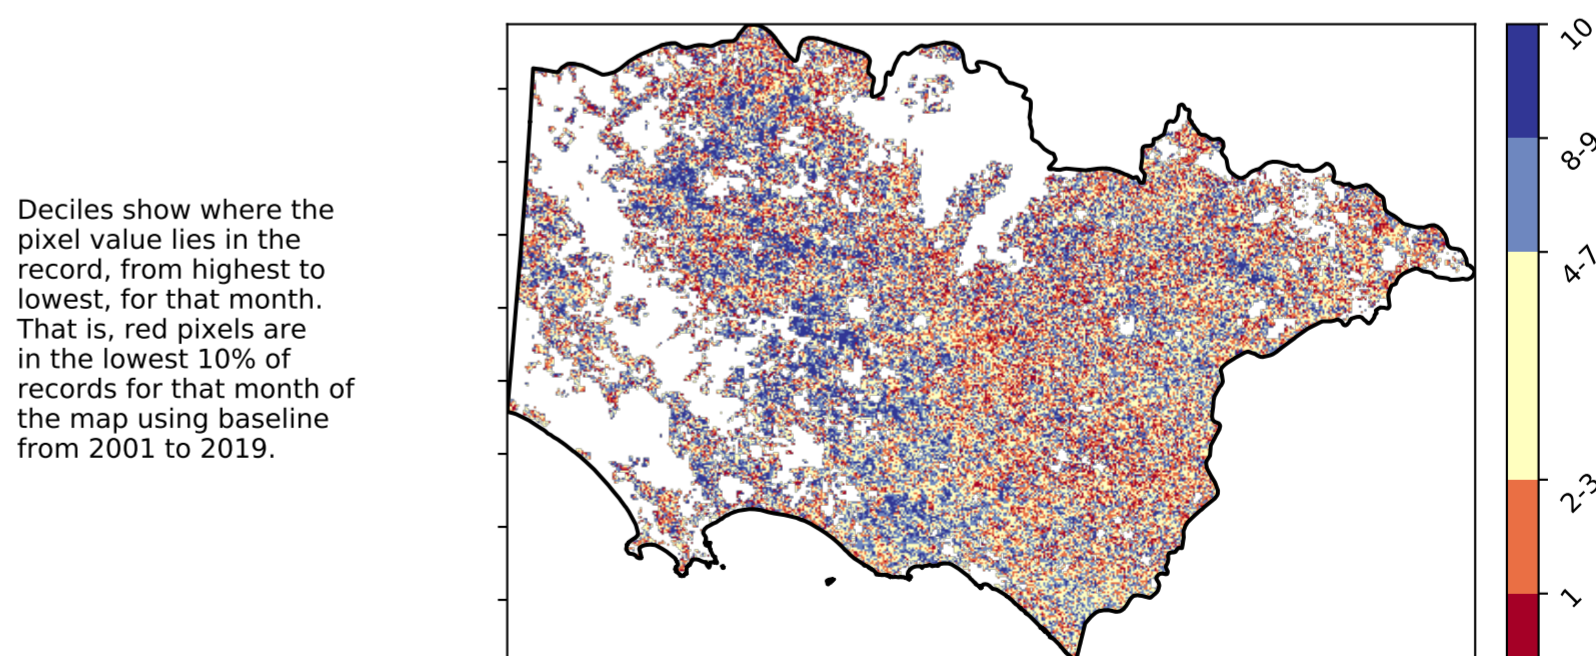 Deciles show where the
pixel value lies in the
record, from highest to
lowest, for that month.
That is, red pixels are
in the lowest 10% of
records for that month of
the map using baseline
from 2001 to 2019.
10
8-9
4-7
2-3
1